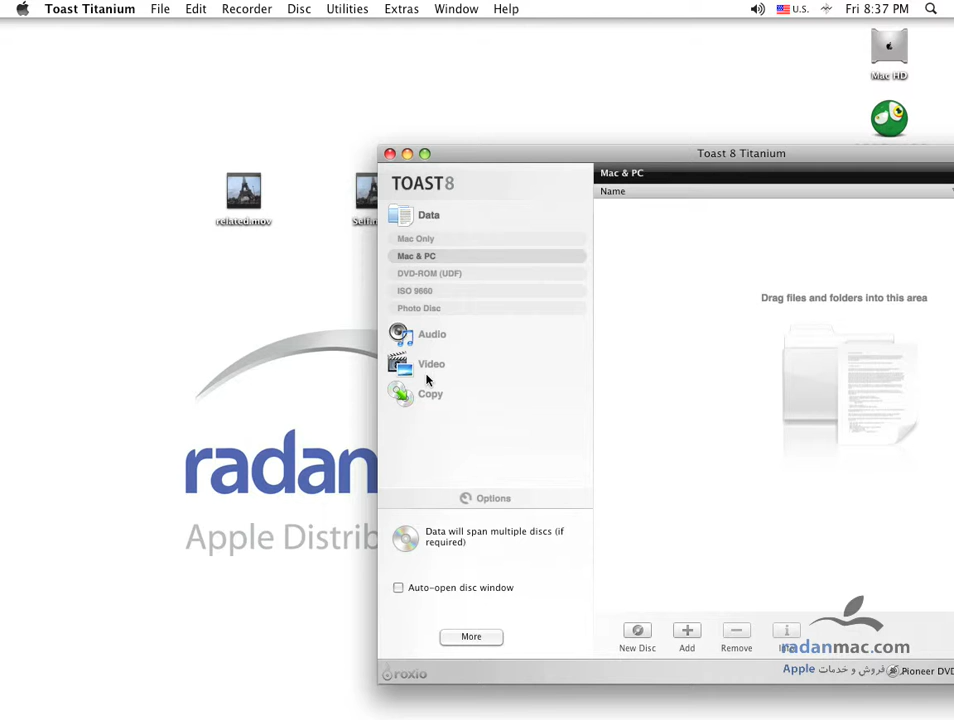 Toast Titanium File Edit Recorder Disc Utilities Extras Window Help U.S. Fri 8:37 PM
Mac HD
related.mov
Toast 8 Titanium
TOAST8
Mac & PC
Name
Data
Mac Only
Mac & PC
DVD-ROM (UDF)
ISO 9660
Photo Disc
Drag files and folders into this area
Audio
Video
Copy
radan
Apple Distrib
Options
Data will span multiple discs (if
required)
Auto-open disc window
More
New Disc Add Remove
radanmac.com
فروش و خدمات Apple
roxio
Pioneer DVD